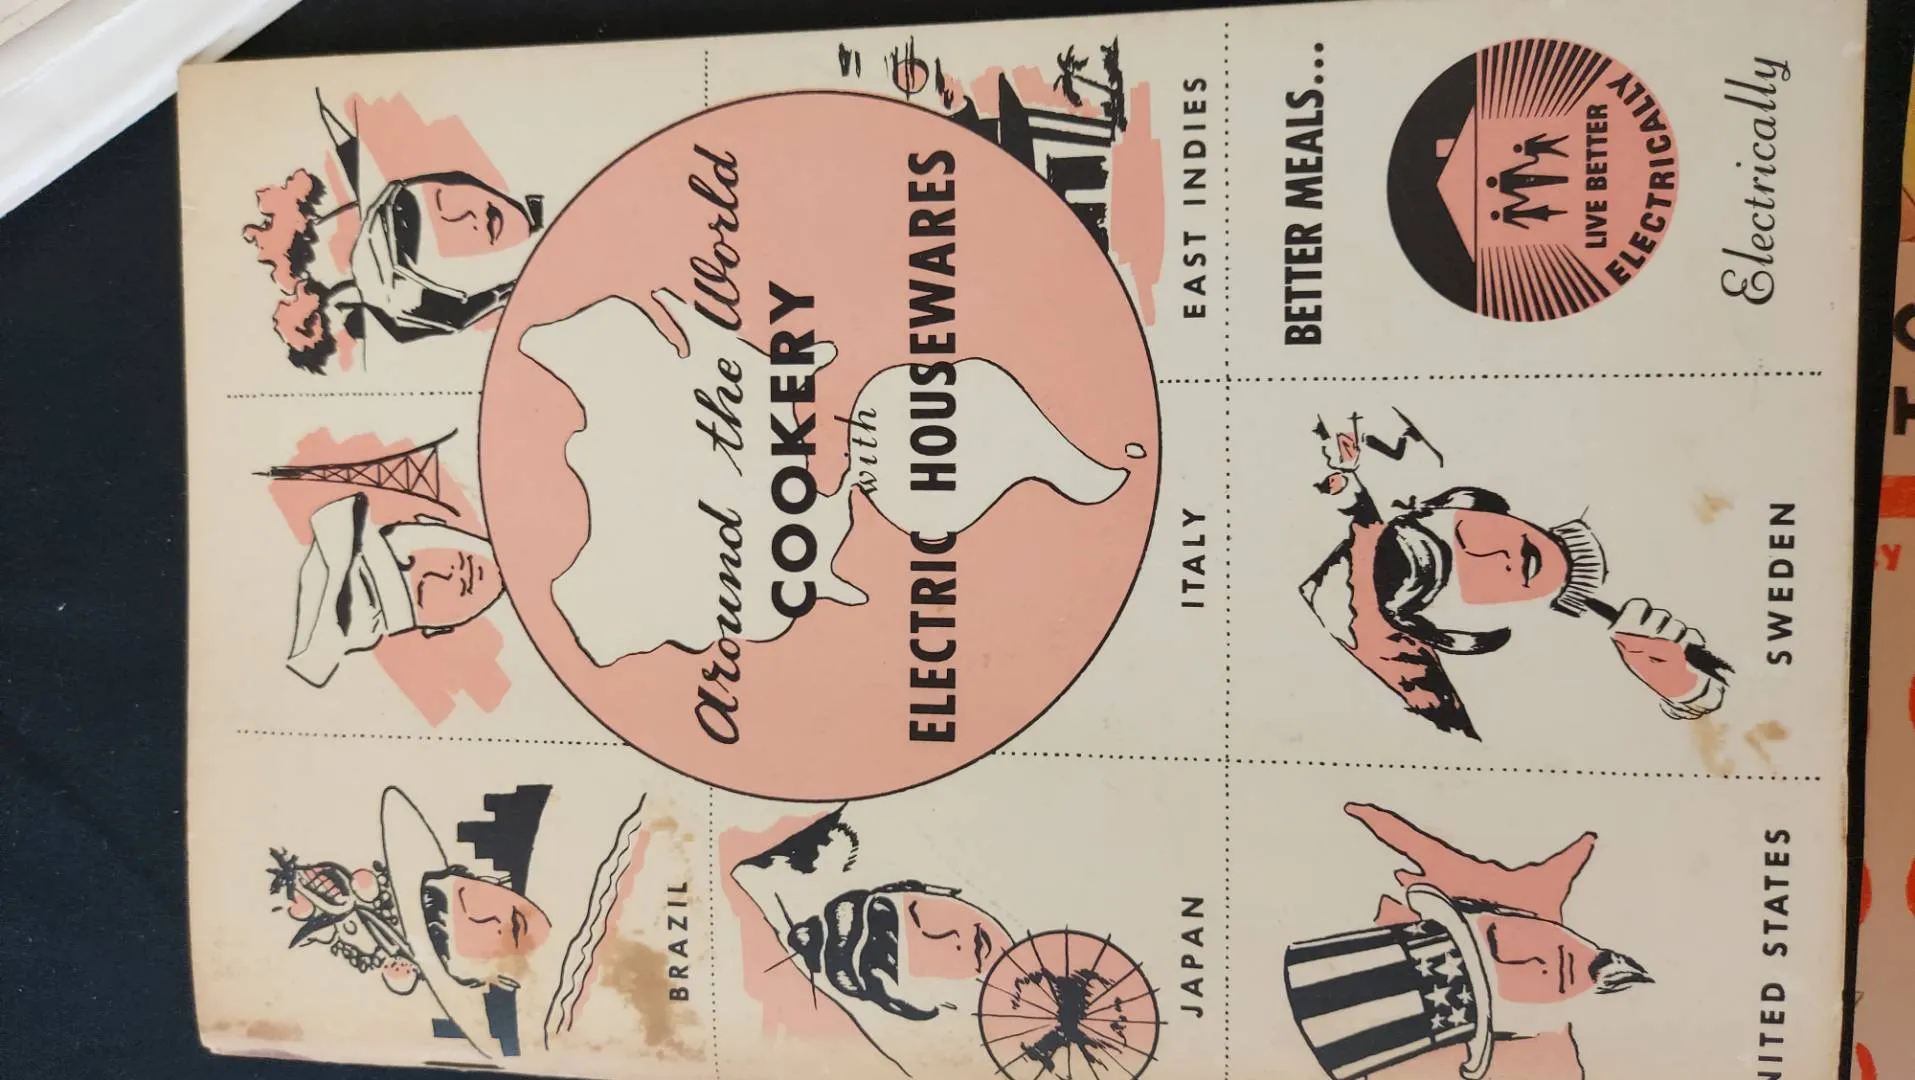 Around the World
COOKERY
with
ELECTRIC HOUSEWARES
BRAZIL
JAPAN
ITALY
EAST INDIES
NITED STATES
SWEDEN
BETTER MEALS...
LIVE BETTER
ELECTRICALLY
Electrically